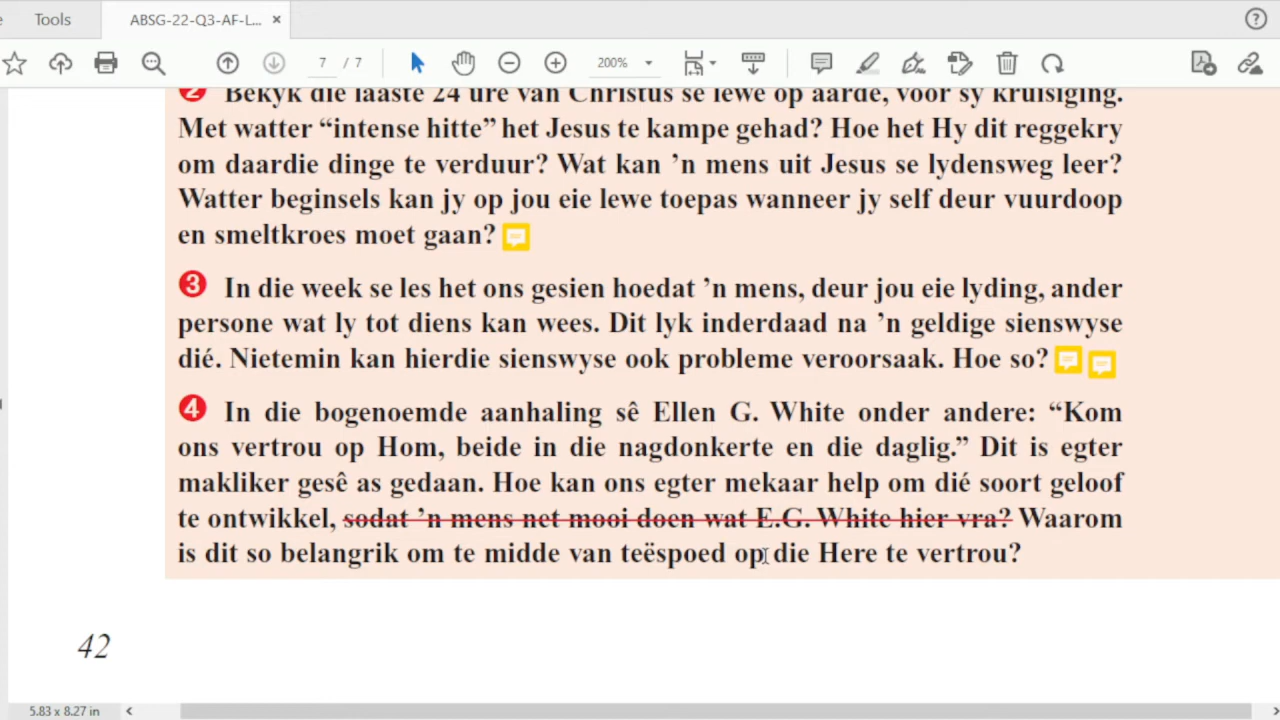 Tools
ABSG-22-Q3-AF-L... ×
7 / 7
200%
2 Bekyk die laaste 24 ure van Christus se lewe op aarde, voor sy kruisiging.
Met watter “intense hitte” het Jesus te kampe gehad? Hoe het Hy dit reggekry
om daardie dinge te verduur? Wat kan ’n mens uit Jesus se lydensweg leer?
Watter beginsels kan jy op jou eie lewe toepas wanneer jy self deur vuurdoop
en smeltkroes moet gaan?
3 In die week se les het ons gesien hoedat ’n mens, deur jou eie lyding, ander
persone wat ly tot diens kan wees. Dit lyk inderdaad na ’n geldige sienswyse
dié. Nietemin kan hierdie sienswyse ook probleme veroorsaak. Hoe so?
4 In die bogenoemde aanhaling sê Ellen G. White onder andere: “Kom
ons vertrou op Hom, beide in die nagdonkerte en die daglig.” Dit is egter
makliker gesê as gedaan. Hoe kan ons egter mekaar help om dié soort geloof
te ontwikkel, sodat ’n mens net mooi doen wat E.G. White hier vra? Waarom
is dit so belangrik om te midde van teëspoed op die Here te vertrou?
42
5.83 x 8.27 in